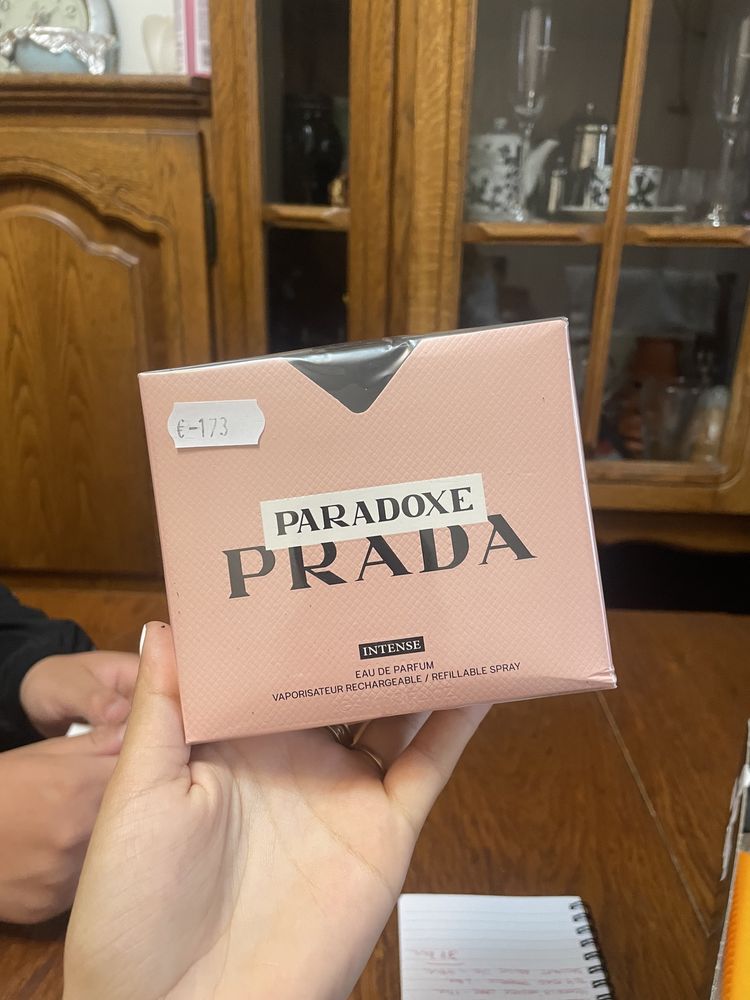 €-173
PARADOXE
PRADA
INTENSE
EAU DE PARFUM
VAPORISATEUR RECHARGEABLE / REFILLABLE SPRAY